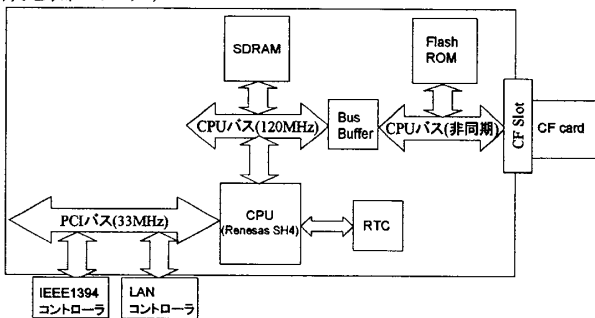 SDRAM
Flash
ROM
CPUバス(120MHz)
Bus
Buffer
CPUバス(非同期)
CF Slot
CF card
PCIバス(33MHz)
CPU
(Renesas SH4)
RTC
IEEE1394
コントローラ
LAN
コントローラ